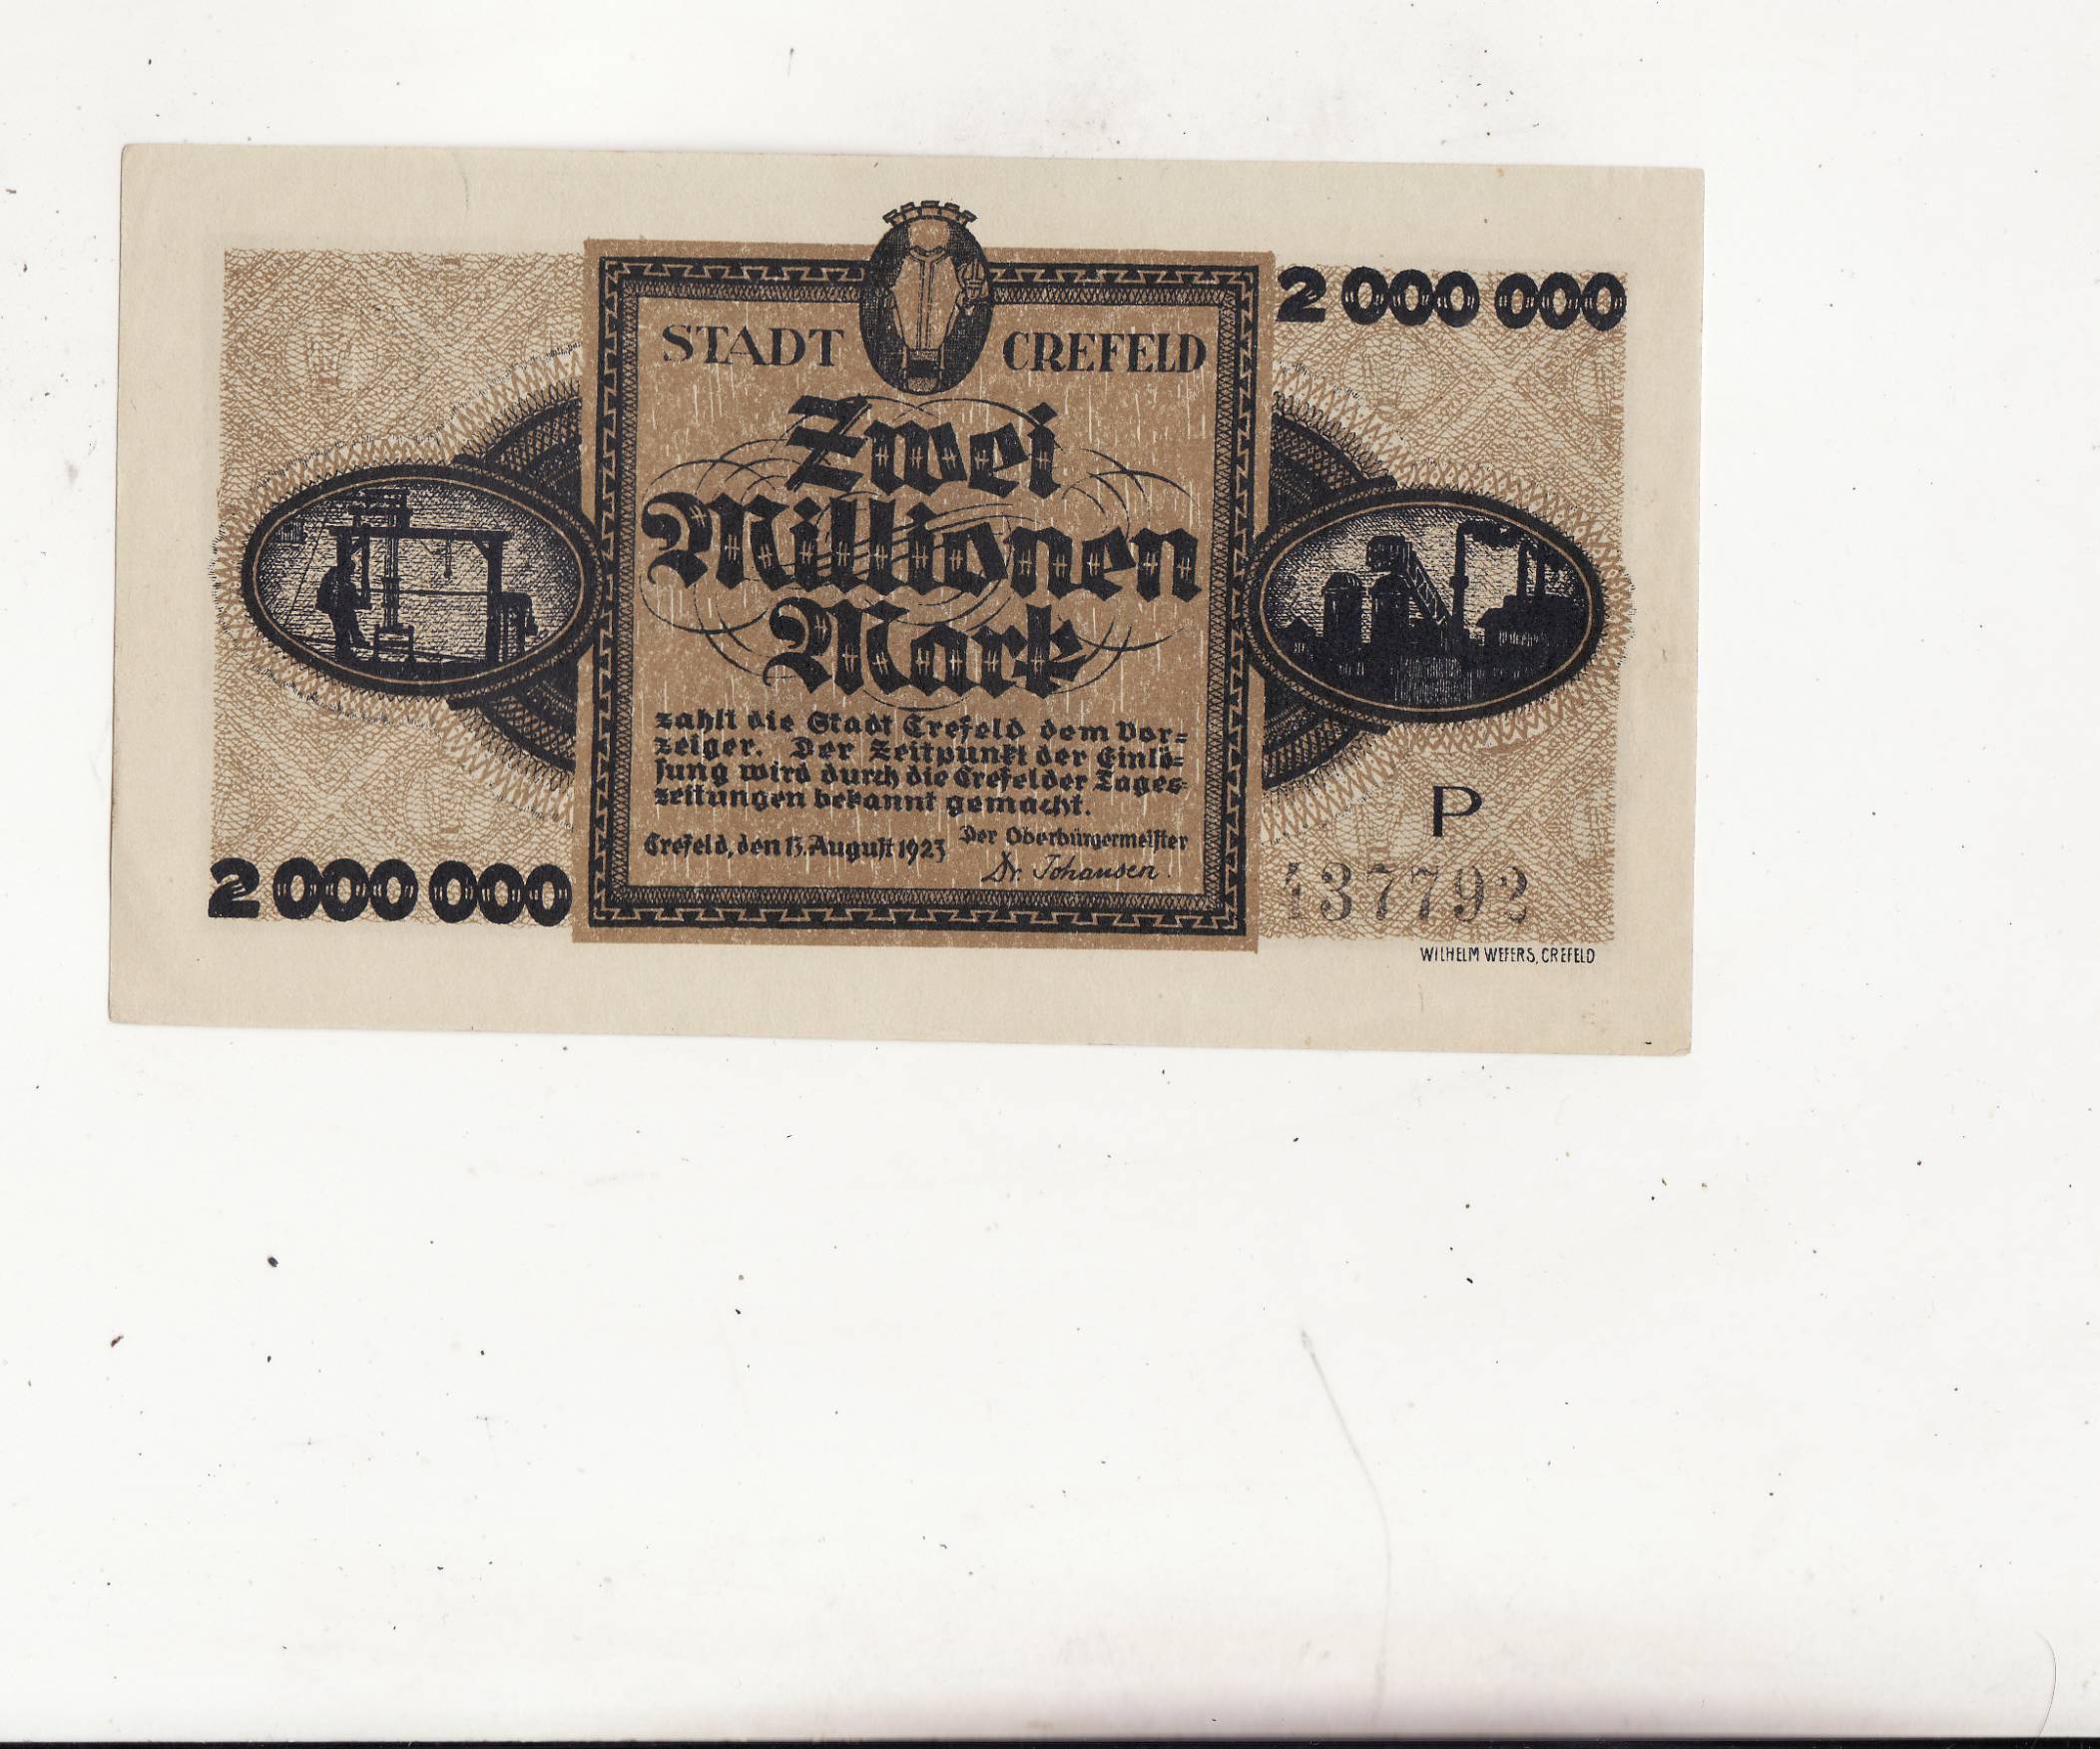 2 000 000
STADT CREFELD
Zwei
Millionen
Mark
zahlt die Stadt Crefeld dem Vor=
zeiger. Der Zeitpunkt der Einlö=
sung wird durch die Crefelder Tages
zeitungen bekannt gemacht.
Crefeld, den 13. August 1923 Der Oberbürgermeister
Dr. Johansen.
2 000 000
P
437792
WILHELM WEFERS, CREFELD